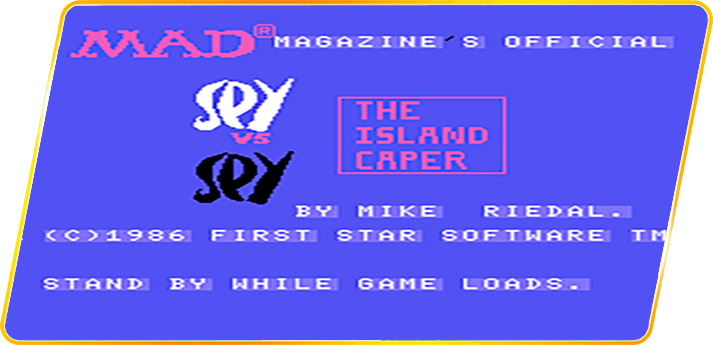 MAD® MAGAZINE'S OFFICIAL
SPY
VS
SPY
THE
ISLAND
CAPER
BY MIKE RIEDAL.
(C)1986 FIRST STAR SOFTWARE TM
STAND BY WHILE GAME LOADS.